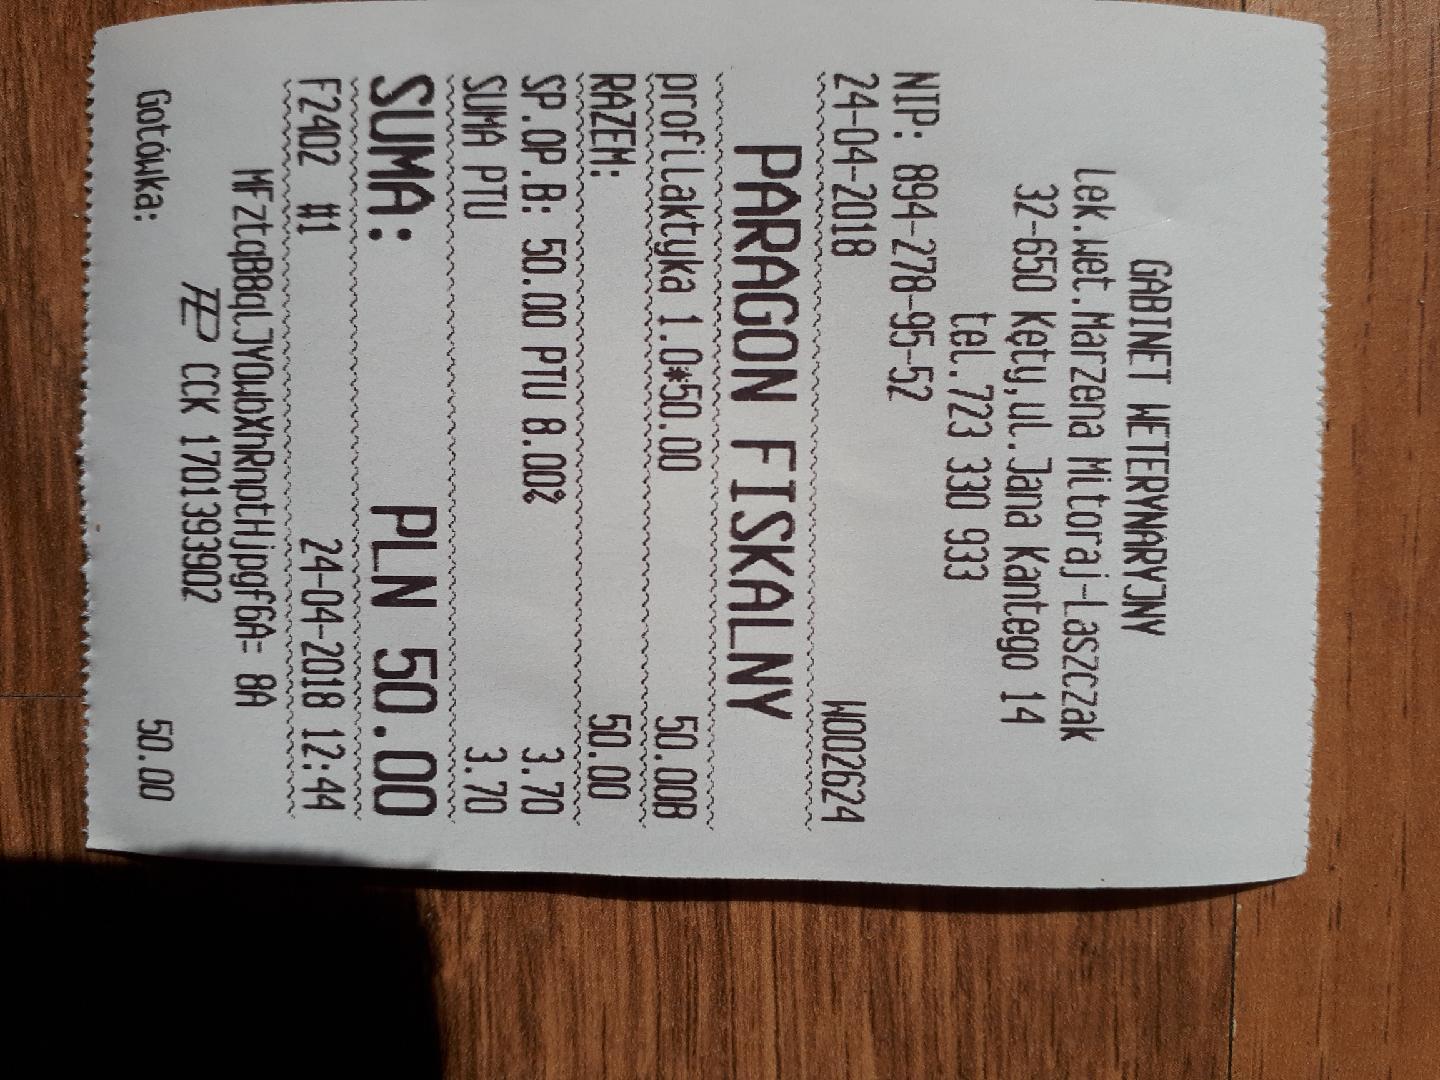 GABINET WETERYNARYJNY
Lek.wet.Marzena Mitoraj-Laszczak
32-650 Kęty,ul.Jana Kantego 14
tel.723 330 933
NIP: 894-278-95-52
24-04-2018 W002624
PARAGON FISKALNY
profilaktyka 1.0*50.00 50.00B
RAZEM: 50.00
SP.OP.B: 50.00 PTU 8.00% 3.70
SUMA PTU 3.70
SUMA: PLN 50.00
F2402 #1 24-04-2018 12:44
MFztqB8qLJYOwbXhRnptHJpgf6A= 8A
CCK 1701393902
Gotówka: 50.00